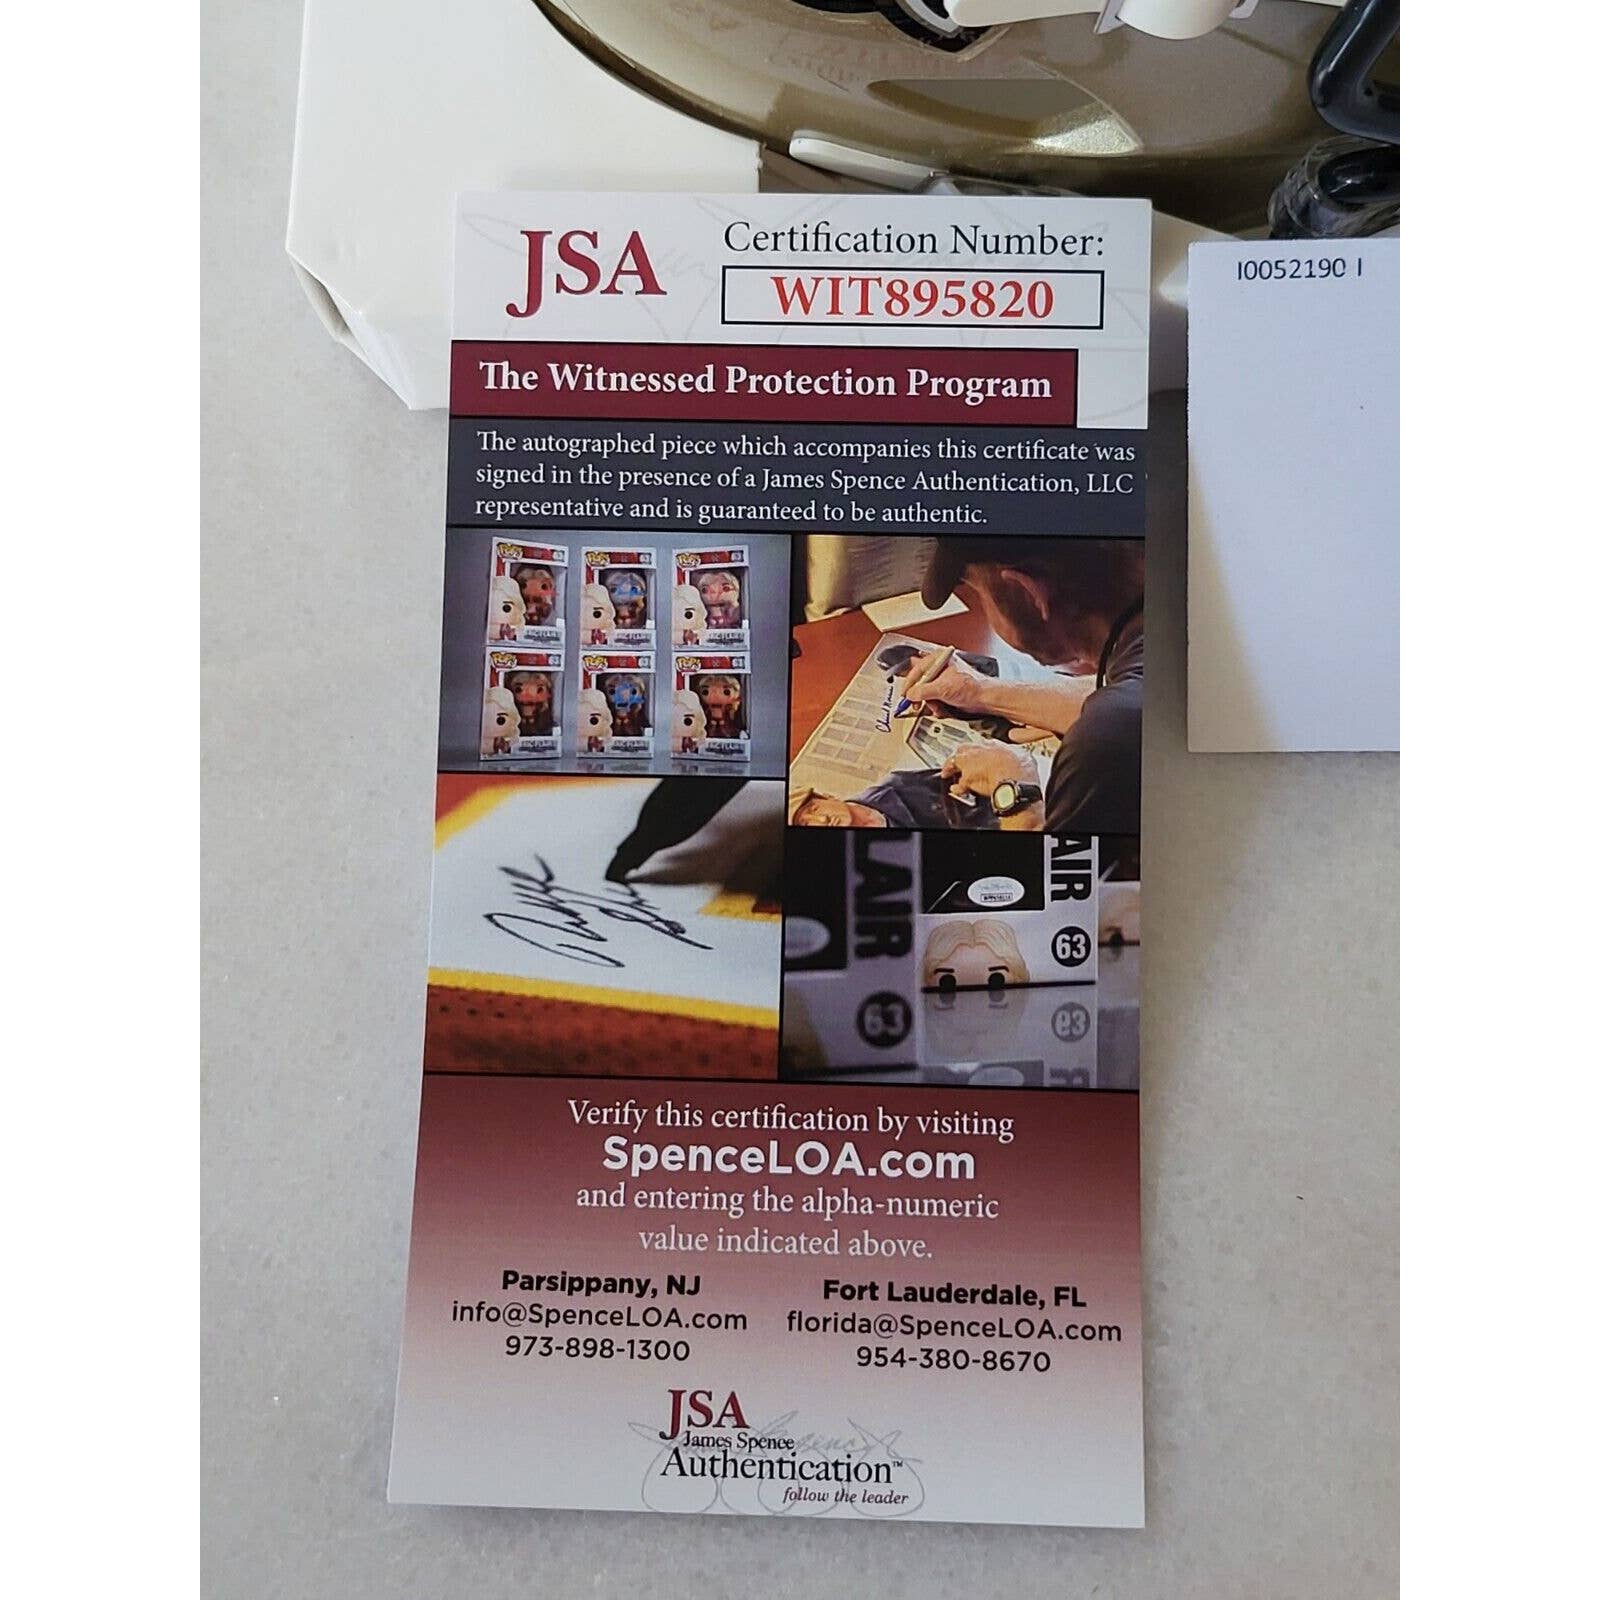 JSA
Certification Number:
WIT895820
I0052190 I
The Witnessed Protection Program
The autographed piece which accompanies this certificate was
signed in the presence of a James Spence Authentication, LLC
representative and is guaranteed to be authentic.
LAIR
63
AIR
63
Verify this certification by visiting
SpenceLOA.com
and entering the alpha-numeric
value indicated above.
Parsippany, NJ
info@SpenceLOA.com
973-898-1300
Fort Lauderdale, FL
florida@SpenceLOA.com
954-380-8670
JSA
James Spence
Authentication™
follow the leader